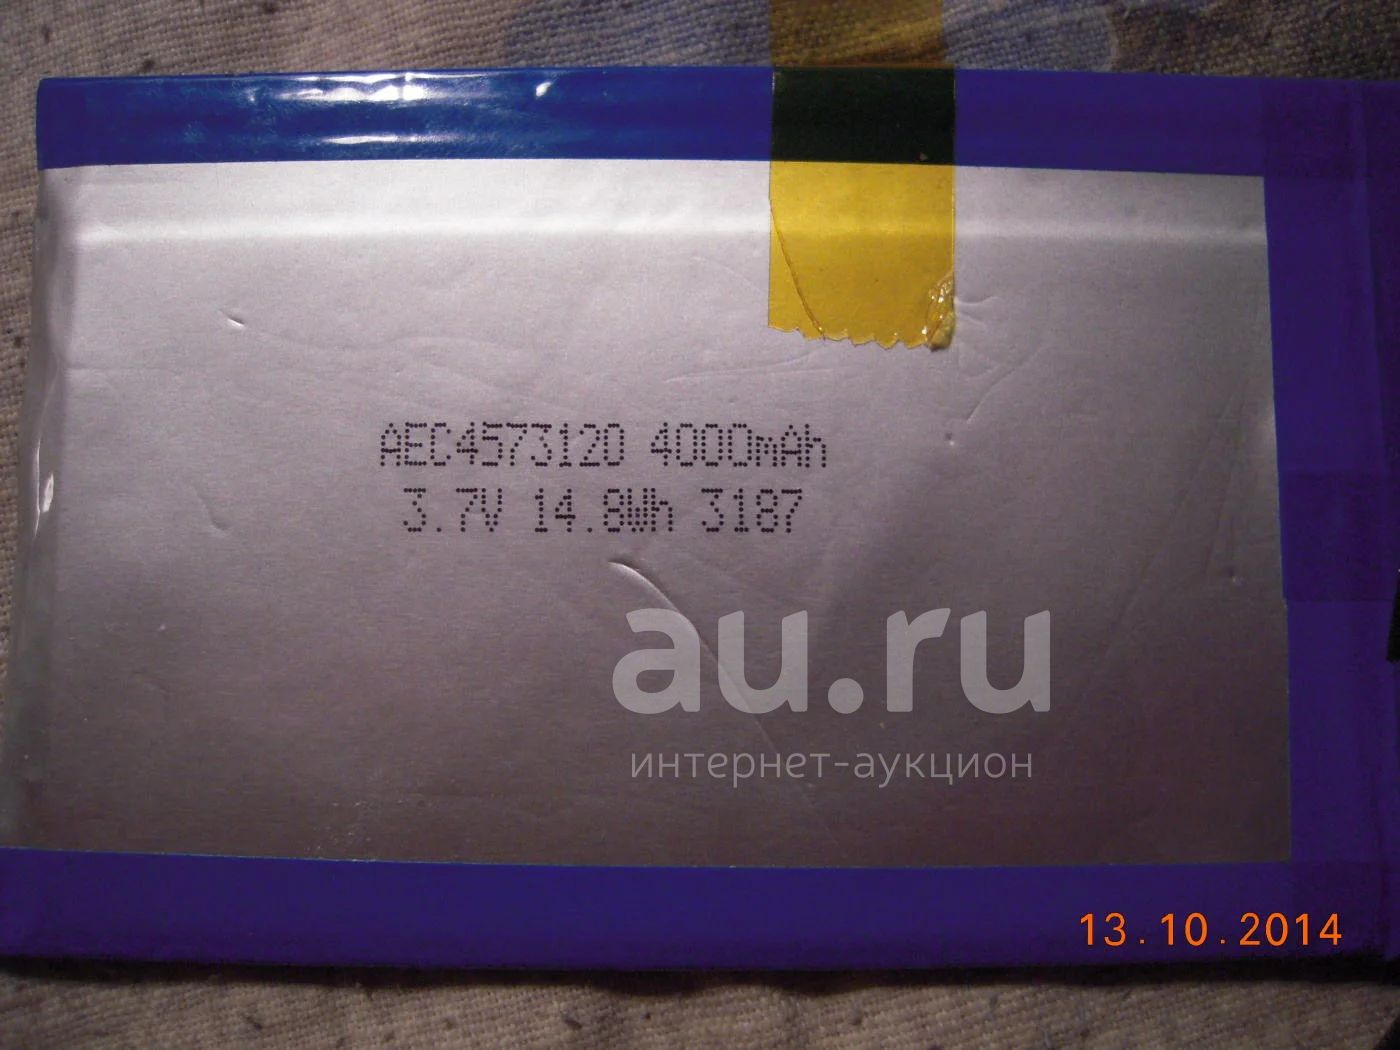 AEC4573120 4000mAh
3.7V 14.8Wh 3187
au.ru
интернет-аукцион
13.10.2014